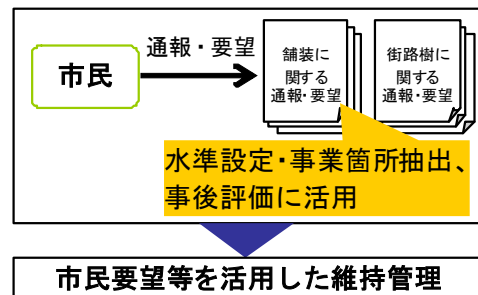 通報・要望
市民
舗装に
関する
通報・要望
街路樹に
関する
通報・要望
水準設定・事業箇所抽出、
事後評価に活用
市民要望等を活用した維持管理